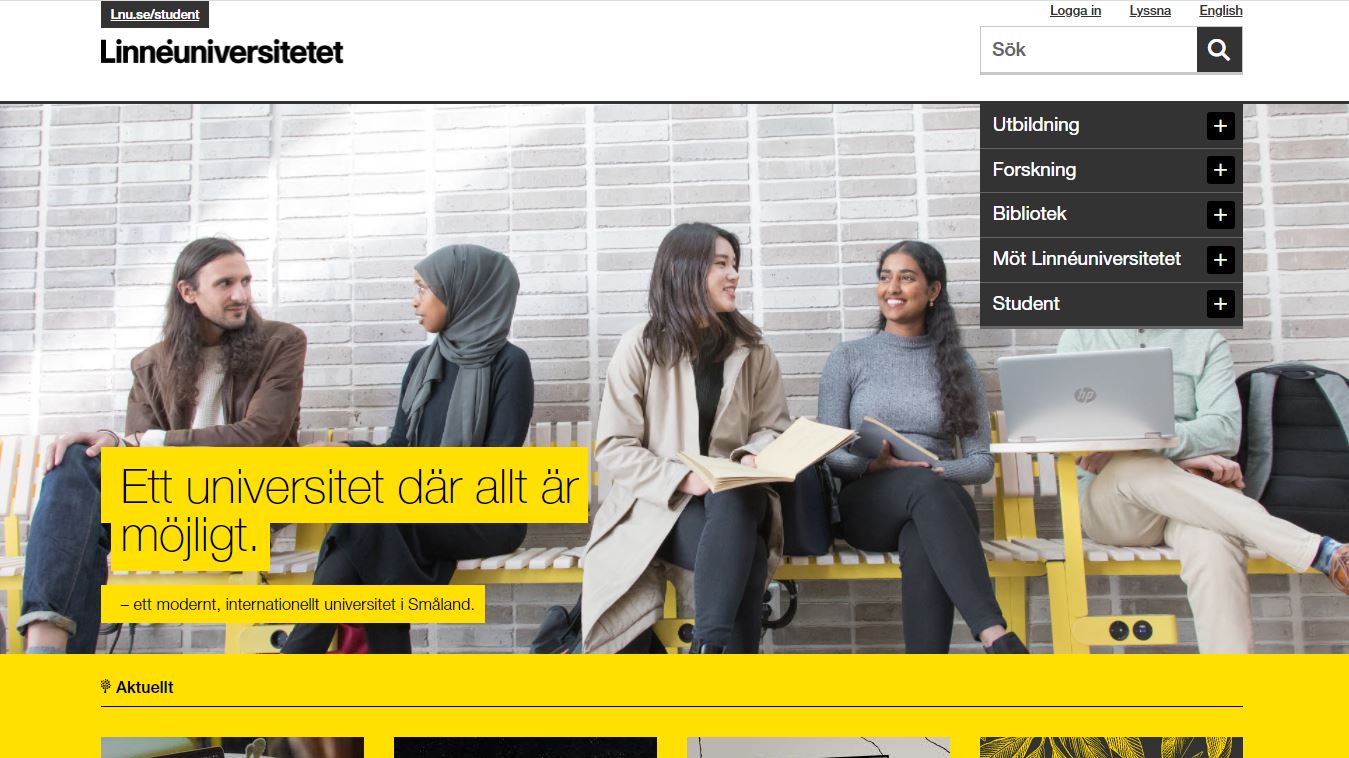 Lnu.se/student
Logga in Lyssna English
Linnéuniversitetet
Sök
Utbildning
Forskning
Bibliotek
Möt Linnéuniversitetet
Student
hp
Ett universitet där allt är
möjligt.
– ett modernt, internationellt universitet i Småland.
Aktuellt